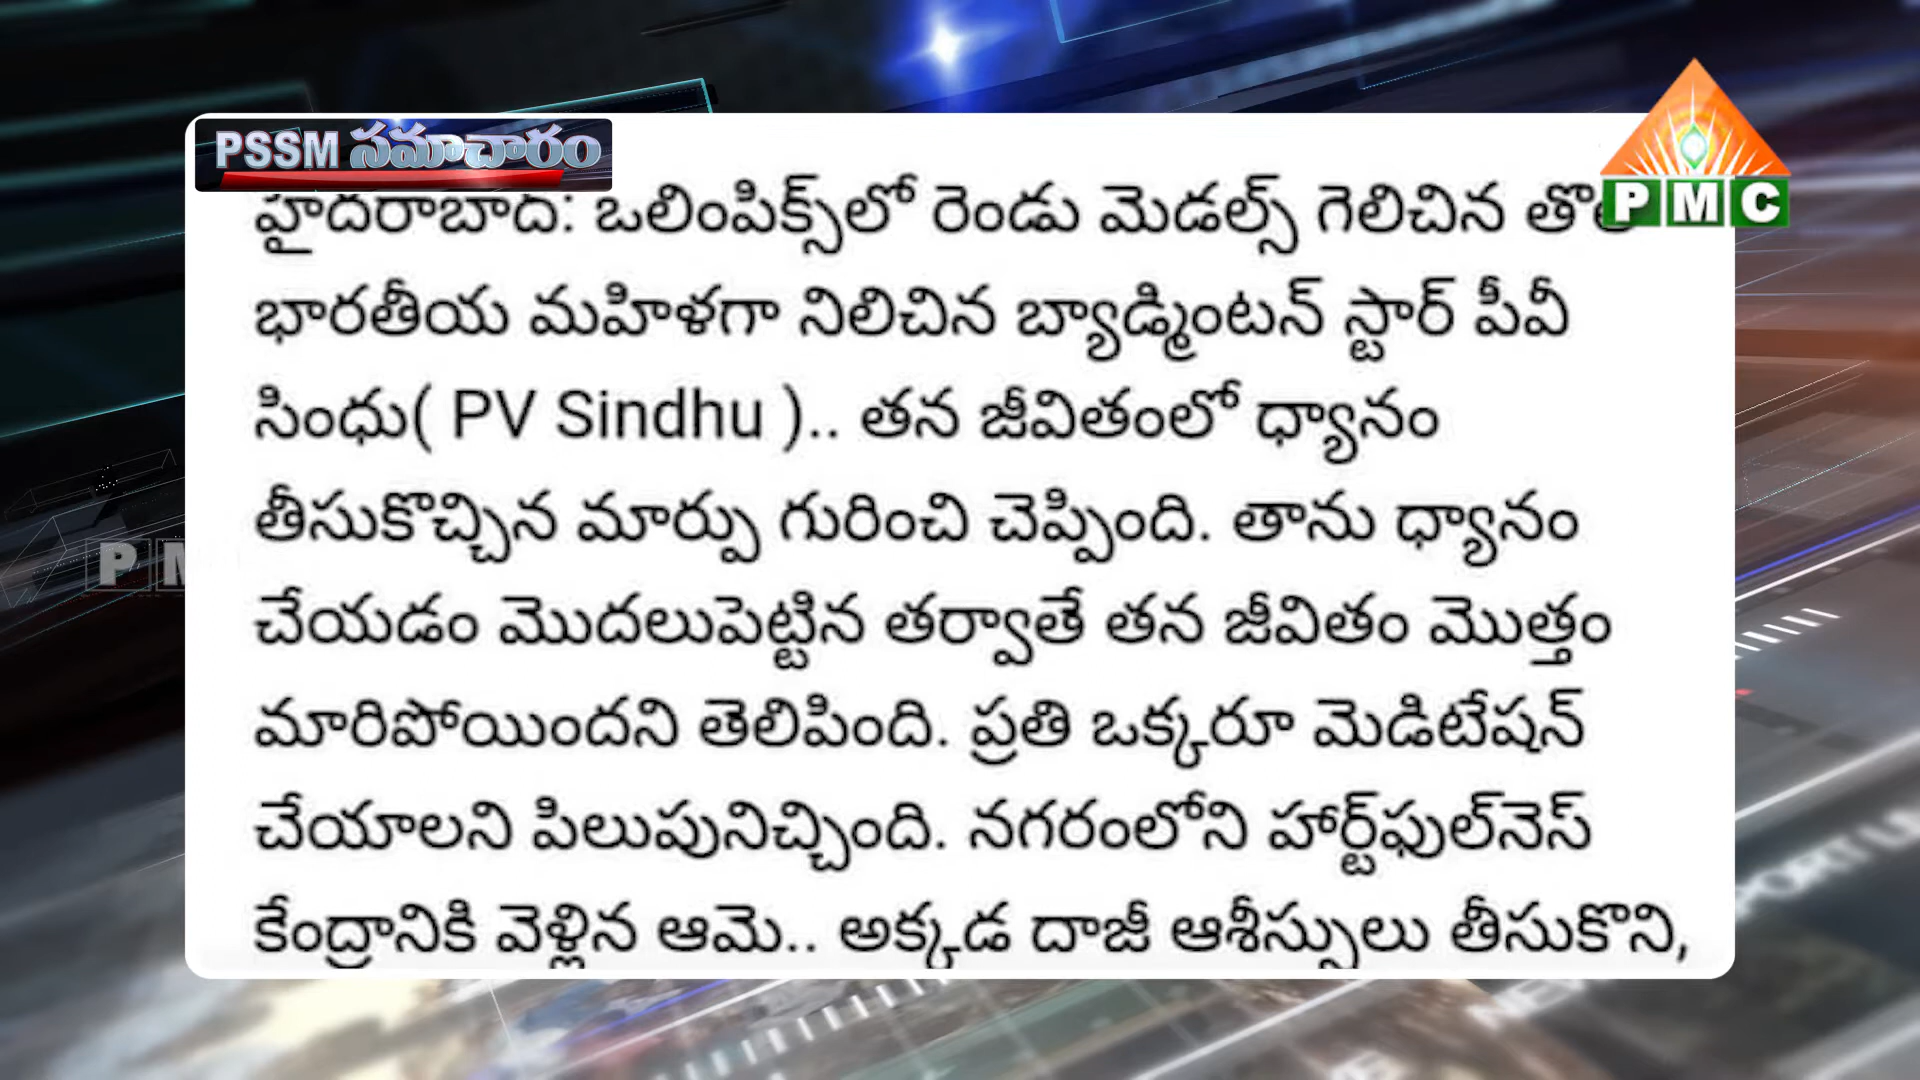 PSSM సమాచారం
PMC
హైదరాబాద్: ఒలింపిక్స్‌లో రెండు మెడల్స్ గెలిచిన
భారతీయ మహిళగా నిలిచిన బ్యాడ్మింటన్ స్టార్ పీవీ
సింధు( PV Sindhu ).. తన జీవితంలో ధ్యానం
తీసుకొచ్చిన మార్పు గురించి చెప్పింది. తాను ధ్యానం
చేయడం మొదలుపెట్టిన తర్వాతే తన జీవితం మొత్తం
మారిపోయిందని తెలిపింది. ప్రతి ఒక్కరూ మెడిటేషన్
చేయాలని పిలుపునిచ్చింది. నగరంలోని హార్ట్‌ఫుల్‌నెస్
కేంద్రానికి వెళ్లిన ఆమె.. అక్కడ దాజీ ఆశీస్సులు తీసుకొని,